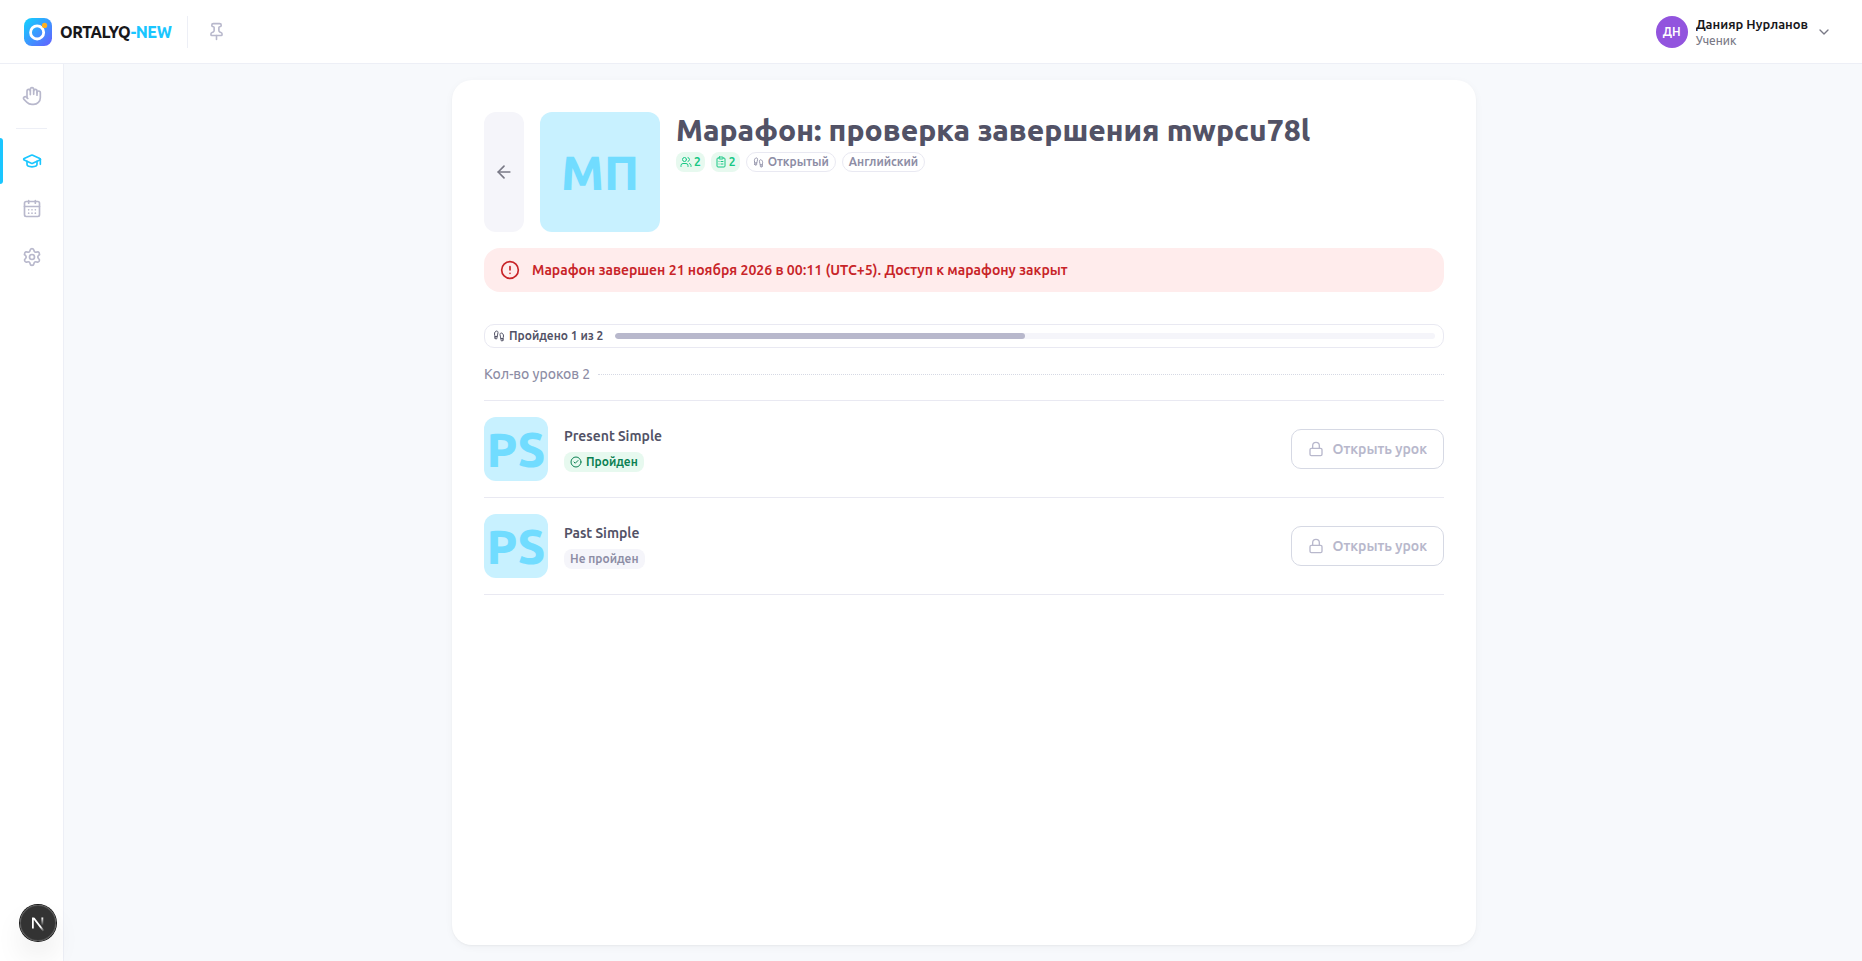 ORTALYQ-NEW
ДН
Данияр Нурланов
Ученик
МП
Марафон: проверка завершения mwpcu78l
2
2
Открытый
Английский
Марафон завершен 21 ноября 2026 в 00:11 (UTC+5). Доступ к марафону закрыт
Пройдено 1 из 2
Кол-во уроков 2
PS
Present Simple
Пройден
Открыть урок
PS
Past Simple
Не пройден
Открыть урок
N